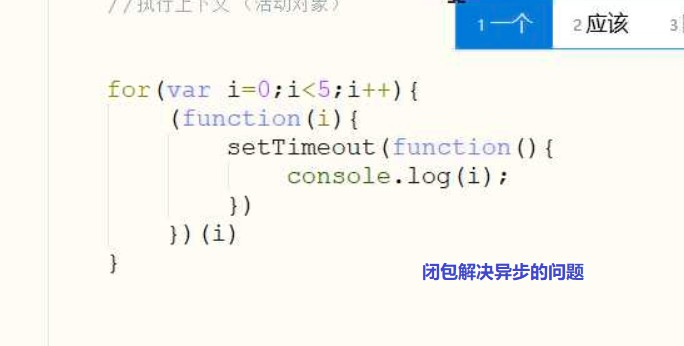 //执行上下文（活动对象）
1 一个 2 应该 3
for(var i=0;i<5;i++){
(function(i){
setTimeout(function(){
console.log(i);
})
})(i)
}
闭包解决异步的问题